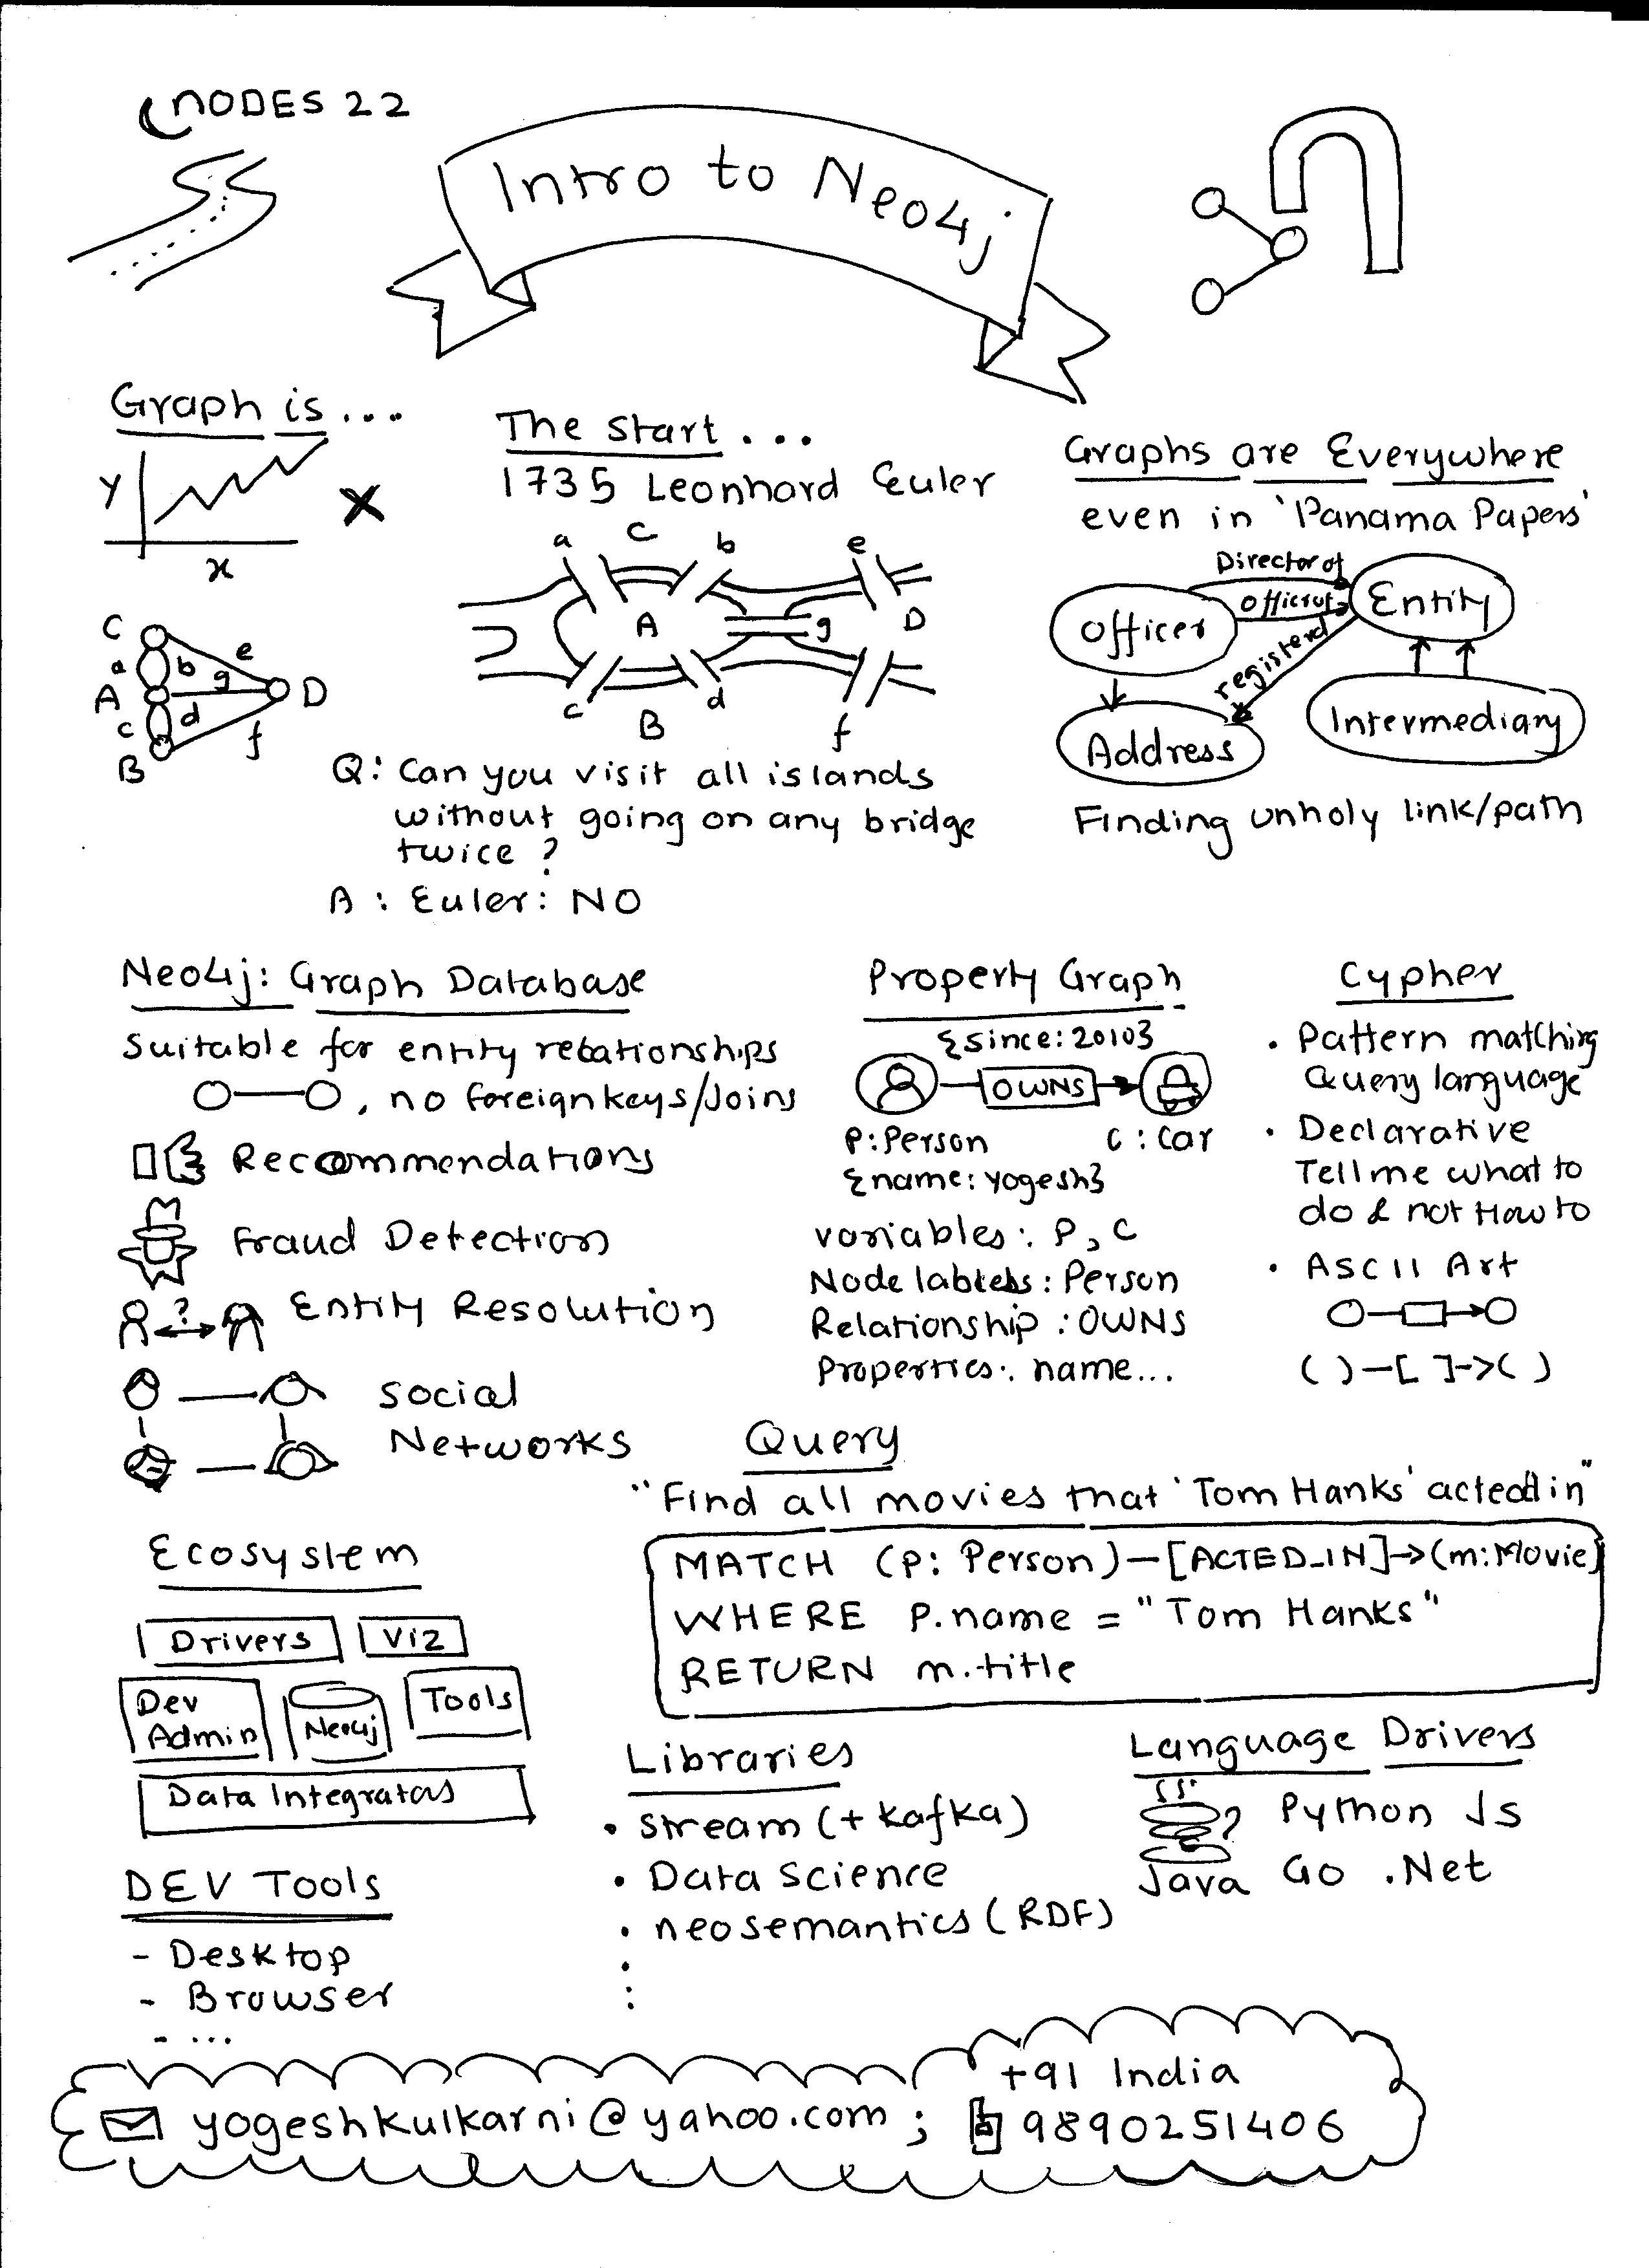 NODES 22
Intro to Neo4j
Graph is...
y
x
C
a
b
e
A
g
D
c
d
B
f
The start...
1735 Leonhard Euler
a
C
b
e
A
g
D
c
B
d
f
Q: Can you visit all islands
without going on any bridge
twice?
A: Euler: NO
Graphs are Everywhere
even in 'Panama Papers'
Director of
Officer
Entity
registerd
Address
Intermediary
Finding unholy link/path
Neo4j: Graph Database
Suitable for entity relationships
, no foreign keys/Joins
Recommendations
Fraud Detection
?
Entity Resolution
Social
Networks
Property Graph
{since: 2010}
OWNS
P: Person
C: Car
{name: yogesh}
variables: P, C
Node labels: Person
Relationship: OWNS
Properties: name...
Cypher
• Pattern matching
Query language
• Declarative
Tell me what to
do & not How to
• ASCII Art
( )-[ ]->( )
Query
"Find all movies that 'Tom Hanks' acted in"
MATCH (P: Person)-[ACTED_IN]->(m:Movie)
WHERE P.name = "Tom Hanks"
RETURN m.title
Ecosystem
Drivers
Viz
Dev
Admin
Neo4j
Tools
Data Integrators
DEV Tools
- Desktop
- Browser
- ...
Libraries
• Stream (+ kafka)
• Data Science
• neosemantics (RDF)
Language Drivers
Python Js
Java Go .Net
+91 India
yogeshkulkarni@yahoo.com; 9890251406